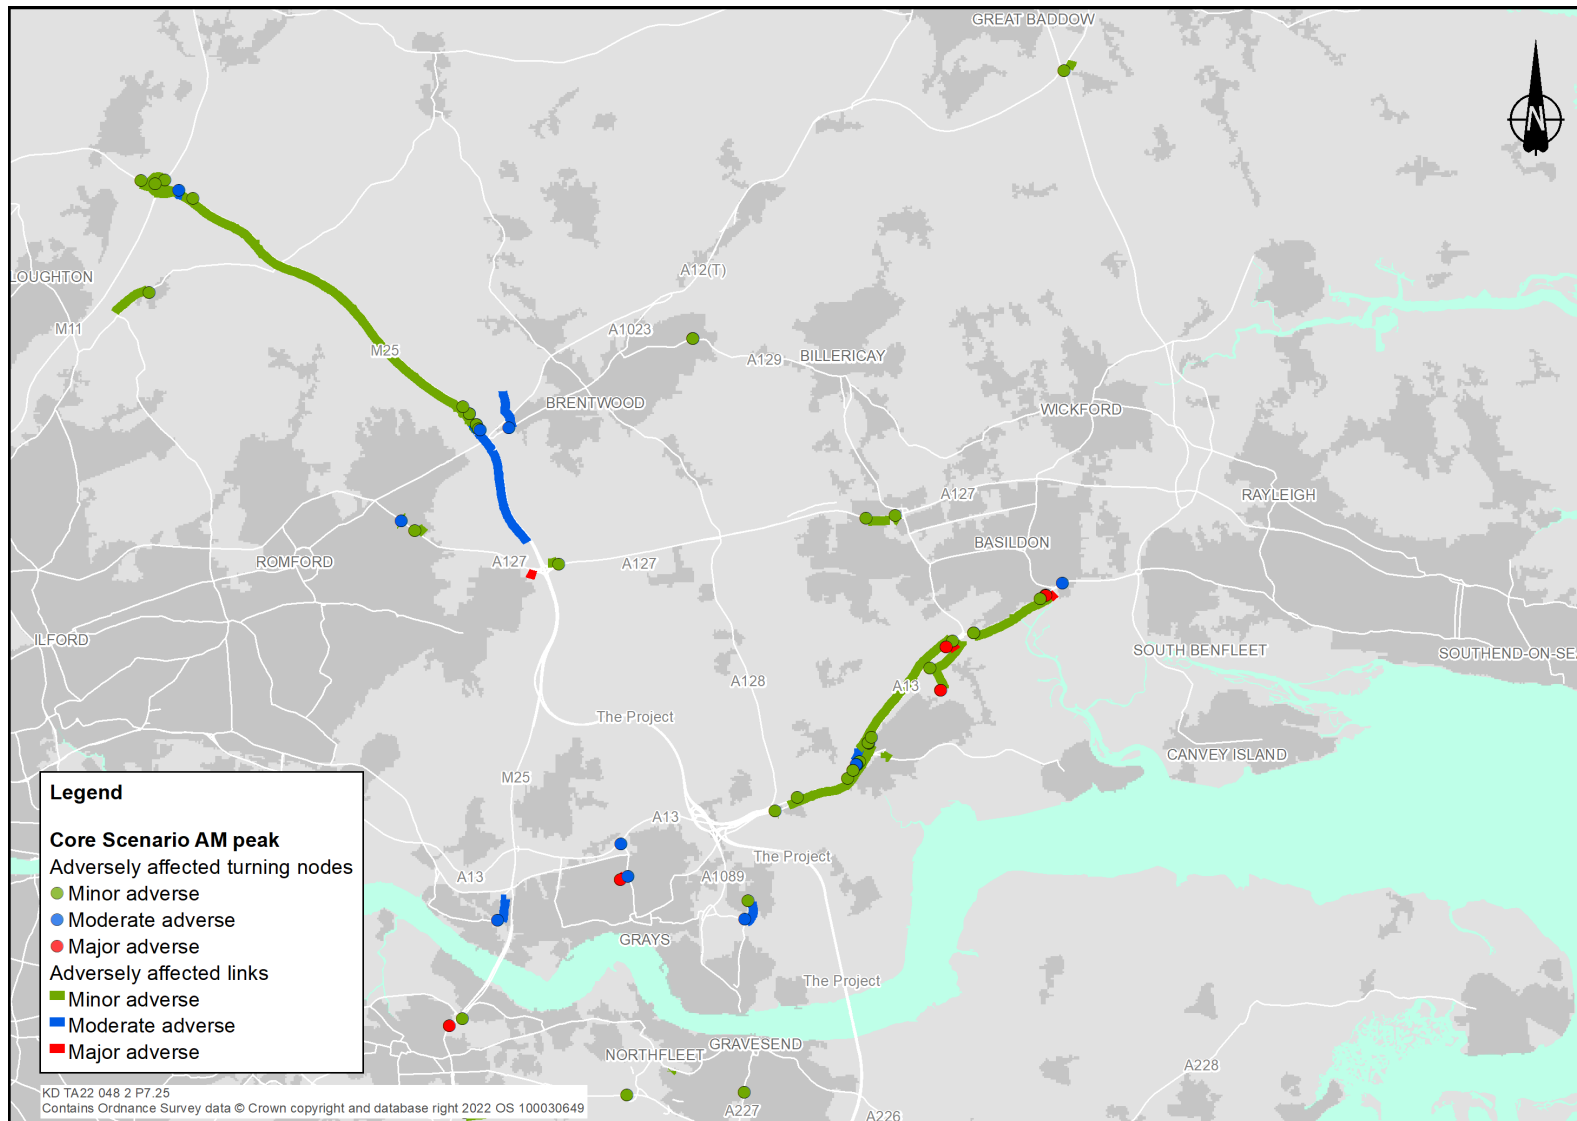 GREAT BADDOW
N
LOUGHTON
A12(T)
M11
A1023
M25
A129
BILLERICAY
BRENTWOOD
WICKFORD
A127
RAYLEIGH
BASILDON
ROMFORD
A127
A127
ILFORD
SOUTH BENFLEET
SOUTHEND-ON-SEA
A128
A13
The Project
CANVEY ISLAND
M25
A13
The Project
A13
A1089
GRAYS
The Project
GRAVESEND
NORTHFLEET
A228
A227
A226
Legend
Core Scenario AM peak
Adversely affected turning nodes
Minor adverse
Moderate adverse
Major adverse
Adversely affected links
Minor adverse
Moderate adverse
Major adverse
KD TA22 048 2 P7.25
Contains Ordnance Survey data © Crown copyright and database right 2022 OS 100030649